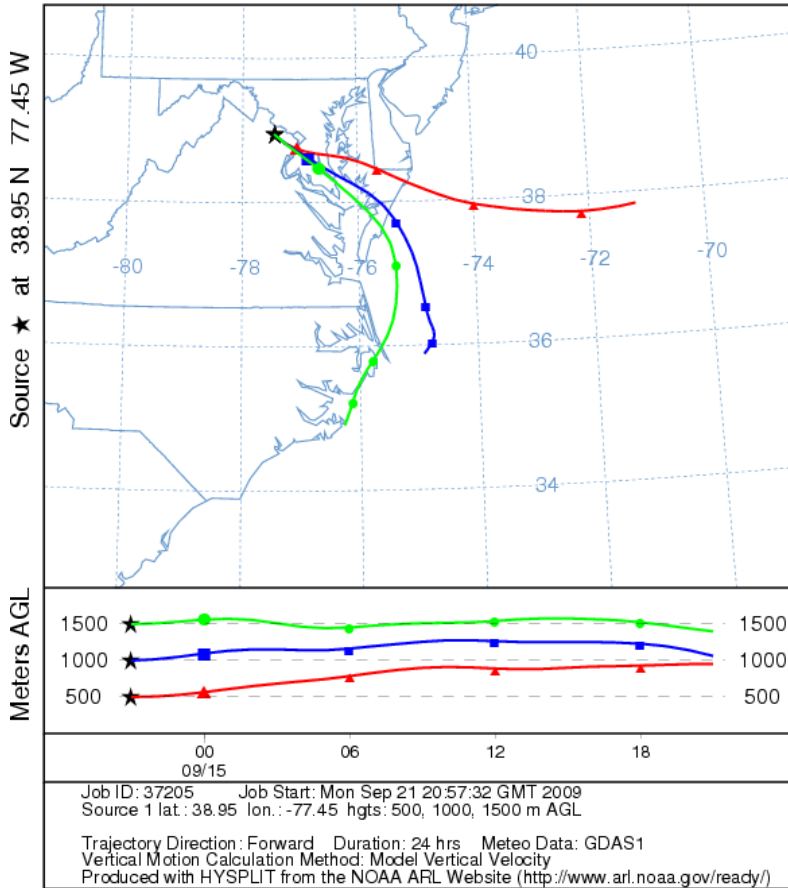 Source ★ at 38.95 N 77.45 W
40
38
-80
-78
-76
-74
-72
-70
36
34
Meters AGL
1500 1500
1000 1000
500 500
00 06 12 18
09/15
Job ID: 37205 Job Start: Mon Sep 21 20:57:32 GMT 2009
Source 1 lat.: 38.95 lon.: -77.45 hgts: 500, 1000, 1500 m AGL
Trajectory Direction: Forward Duration: 24 hrs Meteo Data: GDAS1
Vertical Motion Calculation Method: Model Vertical Velocity
Produced with HYSPLIT from the NOAA ARL Website (http://www.arl.noaa.gov/ready/)